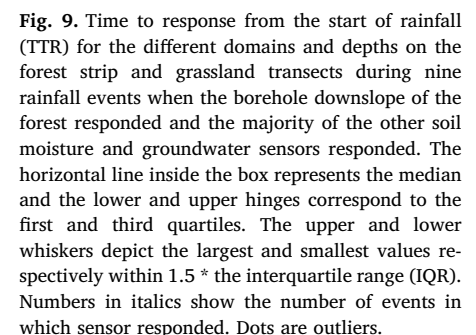 Fig. 9. Time to response from the start of rainfall
(TTR) for the different domains and depths on the
forest strip and grassland transects during nine
rainfall events when the borehole downslope of the
forest responded and the majority of the other soil
moisture and groundwater sensors responded. The
horizontal line inside the box represents the median
and the lower and upper hinges correspond to the
first and third quartiles. The upper and lower
whiskers depict the largest and smallest values re-
spectively within 1.5 * the interquartile range (IQR).
Numbers in italics show the number of events in
which sensor responded. Dots are outliers.